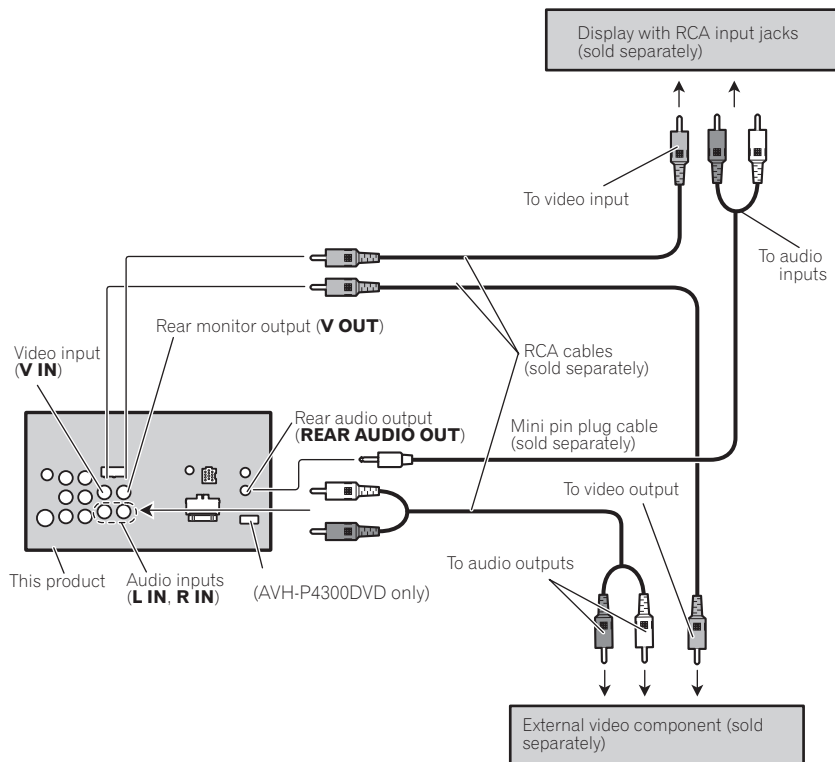 Display with RCA input jacks
(sold separately)
To video input
To audio
inputs
Rear monitor output (V OUT)
Video input
(V IN)
RCA cables
(sold separately)
Rear audio output
(REAR AUDIO OUT)
Mini pin plug cable
(sold separately)
To video output
To audio outputs
This product
Audio inputs
(L IN, R IN)
(AVH-P4300DVD only)
External video component (sold
separately)